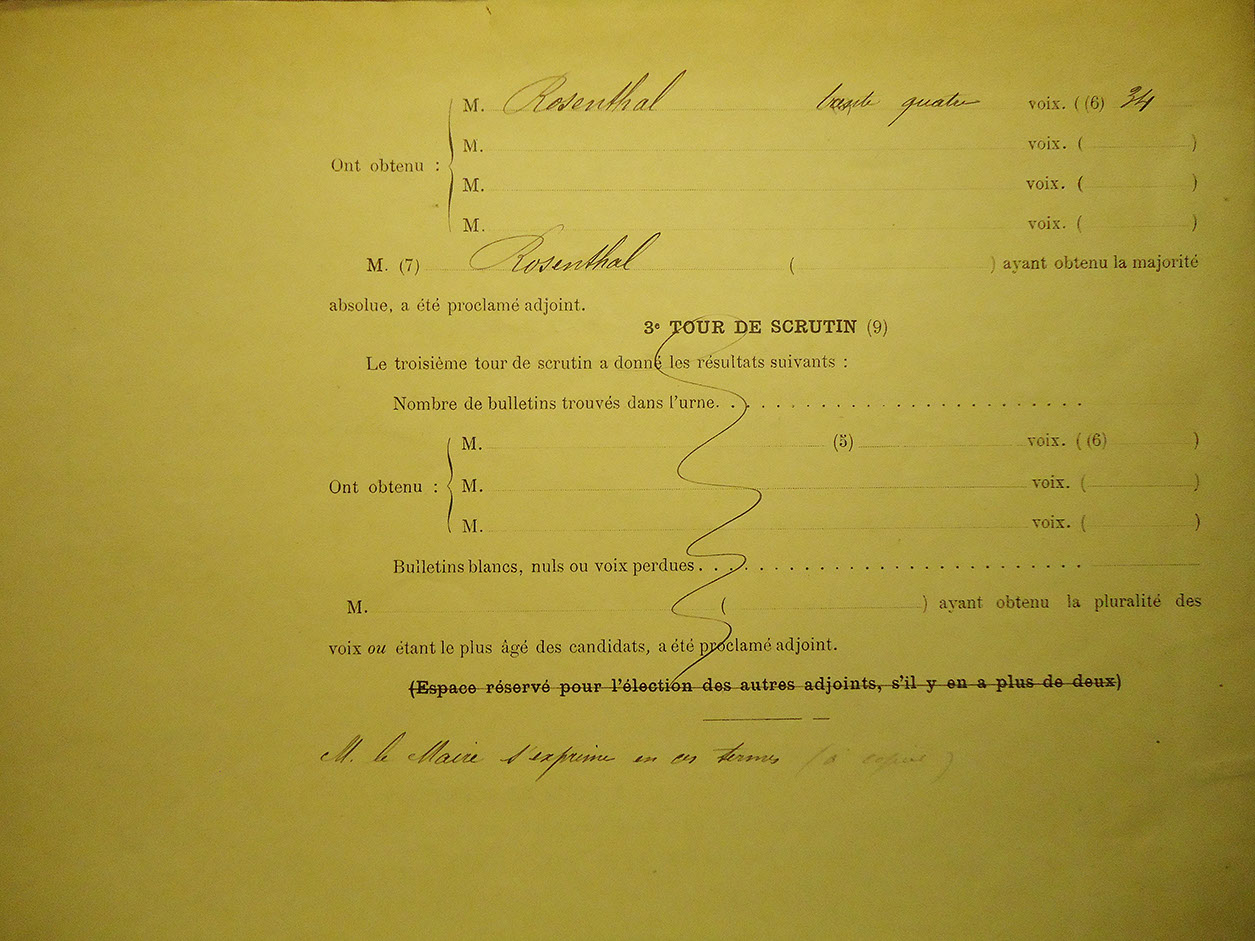 M. Rosenthal trente quatre voix. ( (6) 34
M. voix. ( )
Ont obtenu :
M. voix. ( )
M. voix. ( )
M. (7) Rosenthal ( ) ayant obtenu la majorité
absolue, a été proclamé adjoint.
3e TOUR DE SCRUTIN (9)
Le troisième tour de scrutin a donné les résultats suivants :
Nombre de bulletins trouvés dans l'urne. . . . . . . . . . . . . . . . . . . . . . . . .
M. (5) voix. ( (6) )
Ont obtenu : M. voix. ( )
M. voix. ( )
Bulletins blancs, nuls ou voix perdues . . . . . . . . . . . . . . . . . . . . . . . . . .
M. ( ) ayant obtenu la pluralité des
voix ou étant le plus âgé des candidats, a été proclamé adjoint.
(Espace réservé pour l'élection des autres adjoints, s'il y en a plus de deux)
M. le Maire s'exprime en ces termes (à copier)